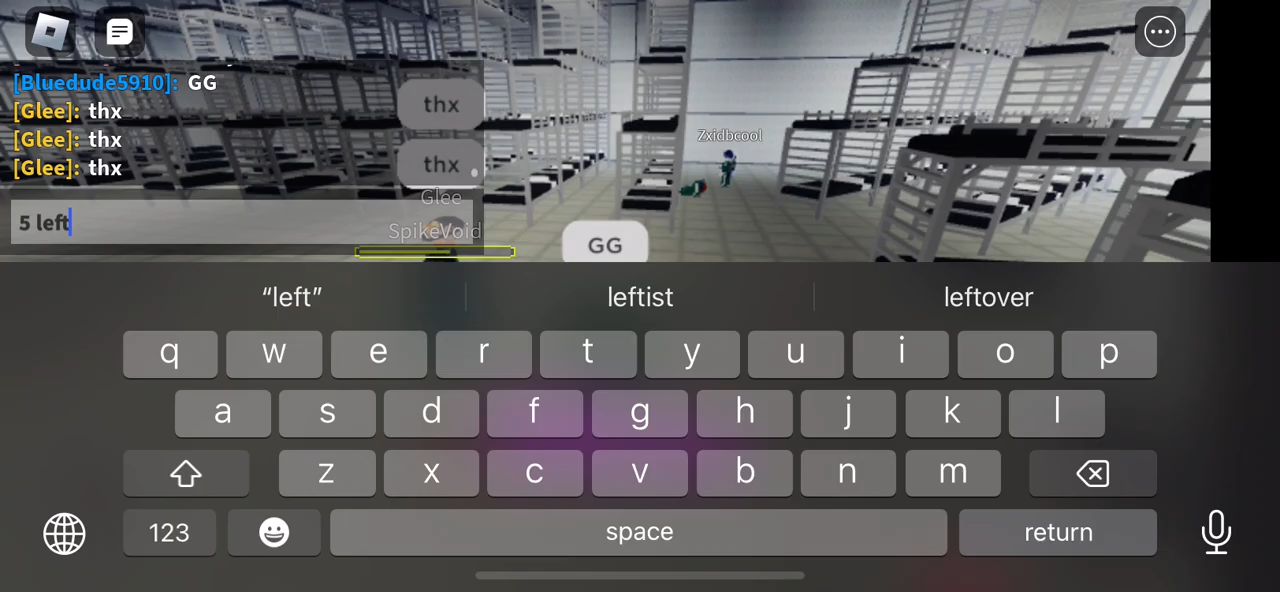 [Bluedude5910]: GG
[Glee]: thx
[Glee]: thx
[Glee]: thx
5 left
thx
thx
Glee
SpikeVoid
GG
Zxidbcool
“left”
leftist
leftover
q w e r t y u i o p
a s d f g h j k l
z x c v b n m
123
space
return